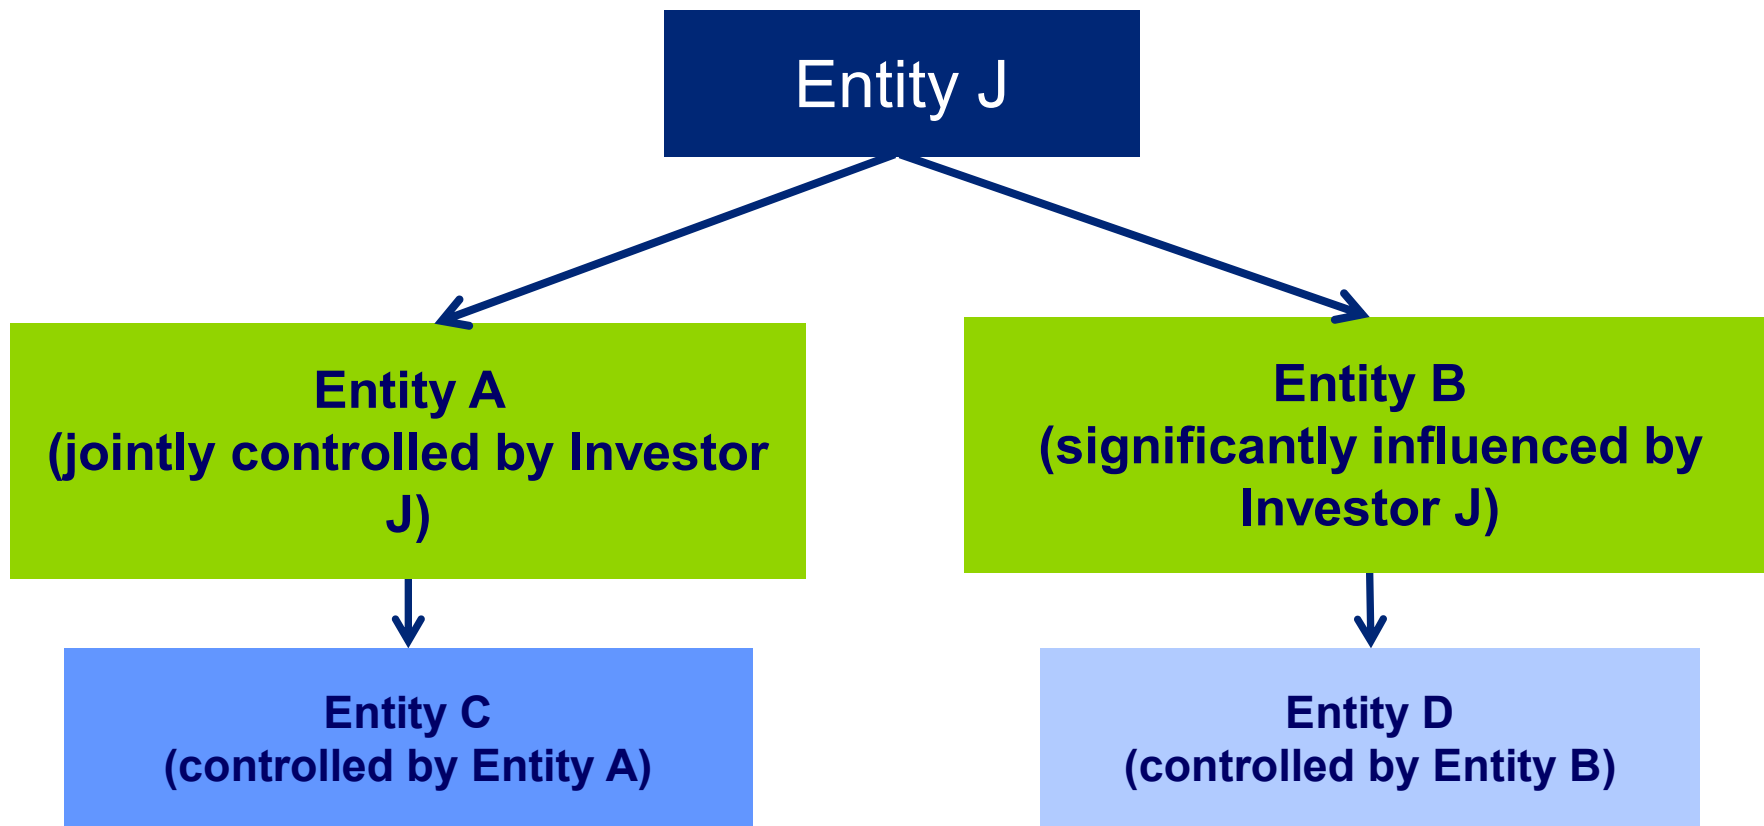 Entity J
Entity A
(jointly controlled by Investor
J)
Entity B
(significantly influenced by
Investor J)
Entity C
(controlled by Entity A)
Entity D
(controlled by Entity B)